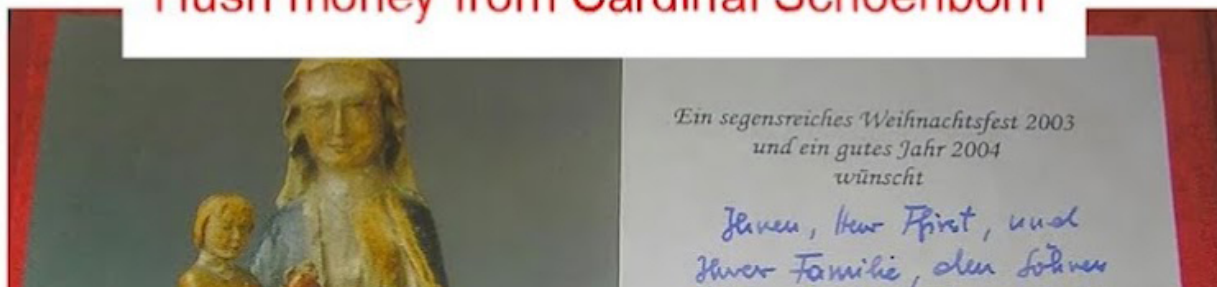 Hush money from Cardinal Schoenborn
Ein segensreiches Weihnachtsfest 2003
und ein gutes Jahr 2004
wünscht
Ihnen, Herr , und
Ihrer Familie, den Söhnen